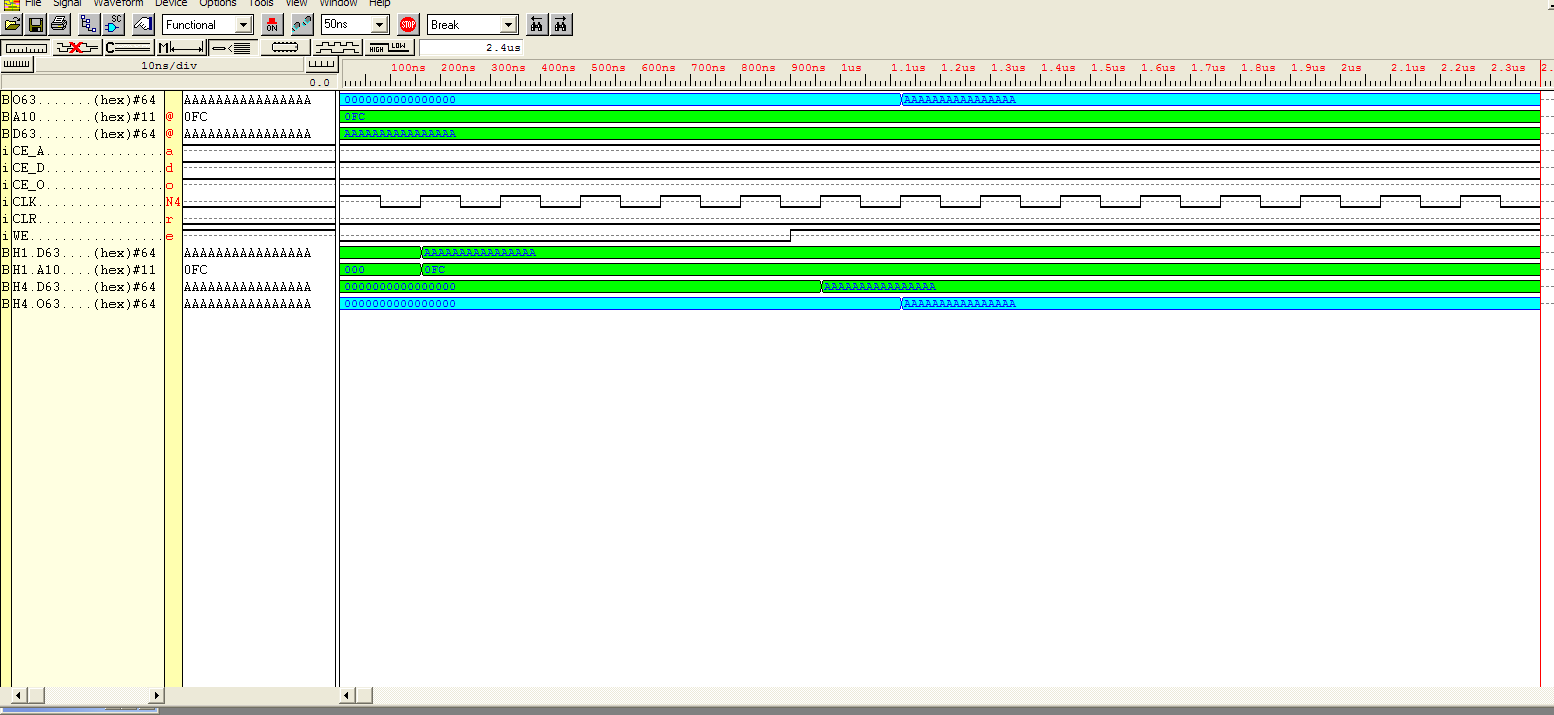 File Signal Waveform Device Options Tools View Window Help
SC Functional ON 50ns STOP Break
C M HIGH LOW 2.4us
10ns/div
100ns 200ns 300ns 400ns 500ns 600ns 700ns 800ns 900ns 1us 1.1us 1.2us 1.3us 1.4us 1.5us 1.6us 1.7us 1.8us 1.9us 2us 2.1us 2.2us 2.3us 2.
0.0
B O63.......(hex)#64 AAAAAAAAAAAAAAAA 0000000000000000 AAAAAAAAAAAAAAAA
B A10.......(hex)#11 @ 0FC 0FC
B D63.......(hex)#64 @ AAAAAAAAAAAAAAAA AAAAAAAAAAAAAAAA
i CE_A............... a
i CE_D............... d
i CE_O............... o
i CLK................ N4
i CLR................ r
i WE................. e
B H1.D63....(hex)#64 AAAAAAAAAAAAAAAA AAAAAAAAAAAAAAAA
B H1.A10....(hex)#11 0FC 000 0FC
B H4.D63....(hex)#64 AAAAAAAAAAAAAAAA 0000000000000000 AAAAAAAAAAAAAAAA
B H4.O63....(hex)#64 AAAAAAAAAAAAAAAA 0000000000000000 AAAAAAAAAAAAAAAA